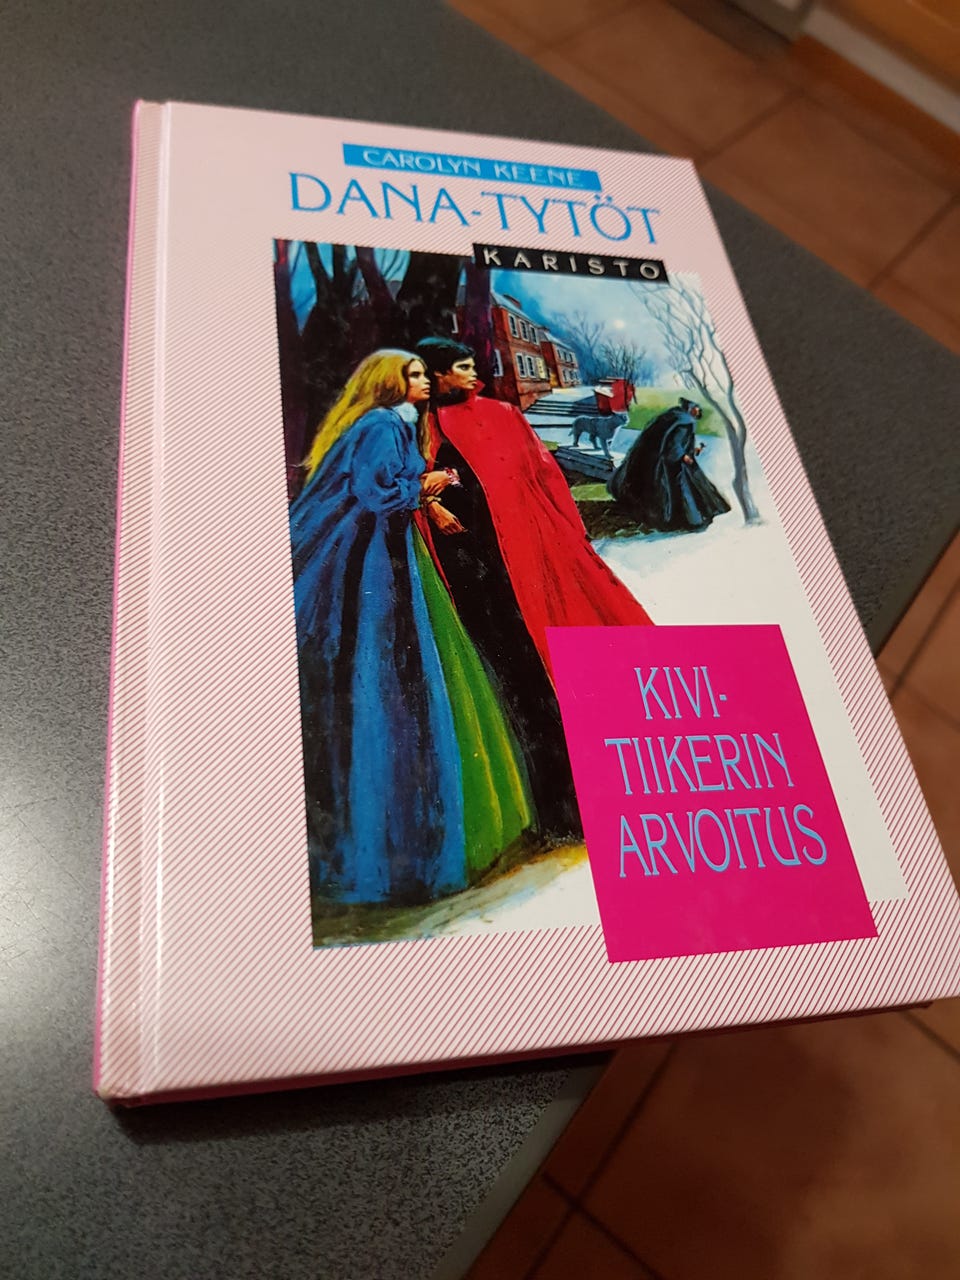 CAROLYN KEENE
DANA-TYTÖT
KARISTO
KIVI-
TIIKERIN
ARVOITUS